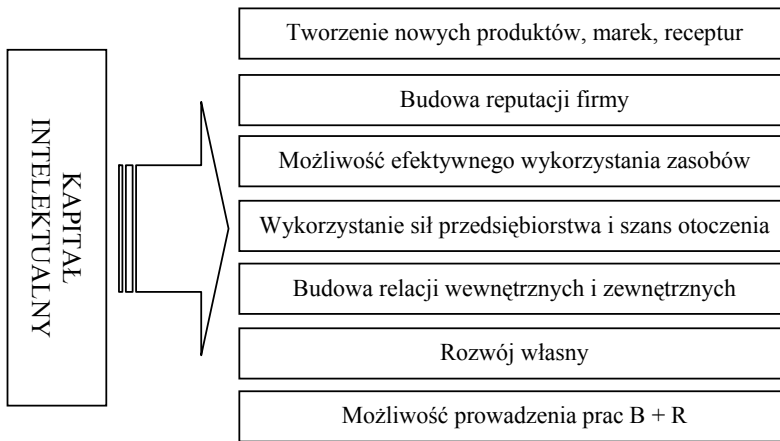 KAPITAŁ
INTELEKTUALNY
Tworzenie nowych produktów, marek, receptur
Budowa reputacji firmy
Możliwość efektywnego wykorzystania zasobów
Wykorzystanie sił przedsiębiorstwa i szans otoczenia
Budowa relacji wewnętrznych i zewnętrznych
Rozwój własny
Możliwość prowadzenia prac B + R